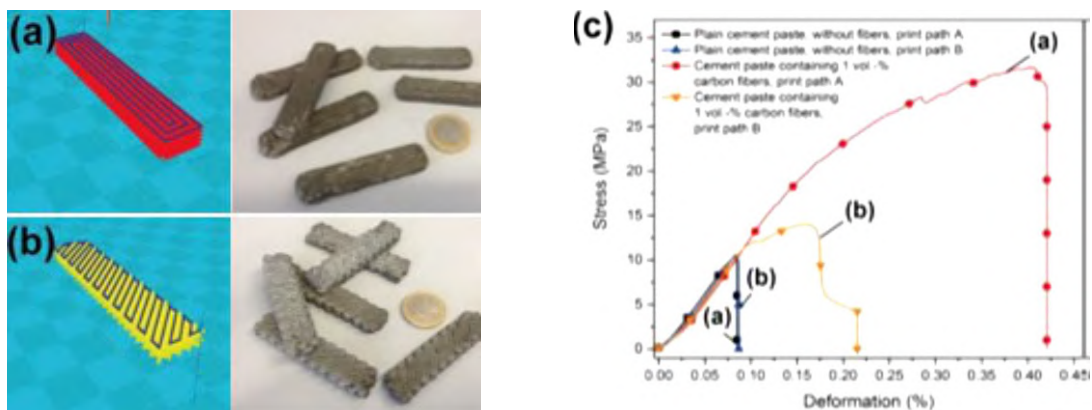 (a)
(b)
(c)
Plain cement paste, without fibers, print path A
Plain cement paste, without fibers, print path B
Cement paste containing 1 vol -%
carbon fibers, print path A
Cement paste containing
1 vol -% carbon fibers,
print path B
(a)
(b)
(b)
(a)
35
30
25
20
15
10
5
0
Stress (MPa)
0.00 0.05 0.10 0.15 0.20 0.25 0.30 0.35 0.40 0.45
Deformation (%)